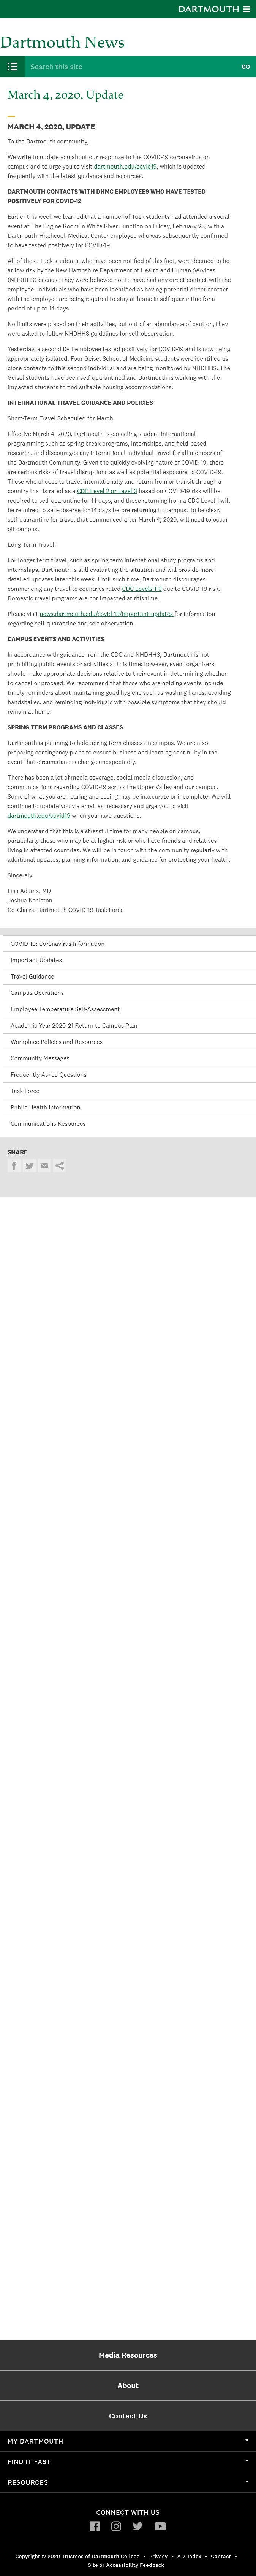 DARTMOUTH
Dartmouth News
Search this site
GO
March 4, 2020, Update
MARCH 4, 2020, UPDATE
To the Dartmouth community,
We write to update you about our response to the COVID-19 coronavirus on
campus and to urge you to visit dartmouth.edu/covid19, which is updated
frequently with the latest guidance and resources.
DARTMOUTH CONTACTS WITH DHMC EMPLOYEES WHO HAVE TESTED
POSITIVELY FOR COVID-19
Earlier this week we learned that a number of Tuck students had attended a social
event at The Engine Room in White River Junction on Friday, February 28, with a
Dartmouth-Hitchcock Medical Center employee who was subsequently confirmed
to have tested positively for COVID-19.
All of those Tuck students, who have been notified of this fact, were deemed to be
at low risk by the New Hampshire Department of Health and Human Services
(NHDHHS) because they were believed not to have had any direct contact with the
employee. Individuals who have been identified as having potential direct contact
with the employee are being required to stay at home in self-quarantine for a
period of up to 14 days.
No limits were placed on their activities, but out of an abundance of caution, they
were asked to follow NHDHHS guidelines for self-observation.
Yesterday, a second D-H employee tested positively for COVID-19 and is now being
appropriately isolated. Four Geisel School of Medicine students were identified as
close contacts to this second individual and are being monitored by NHDHHS. The
Geisel students have been self-quarantined and Dartmouth is working with the
impacted students to find suitable housing accommodations.
INTERNATIONAL TRAVEL GUIDANCE AND POLICIES
Short-Term Travel Scheduled for March:
Effective March 4, 2020, Dartmouth is canceling student international
programming such as spring break trips, internships, and field-based
research, and discourages any international individual travel for all members of
the Dartmouth Community. Given the quickly evolving nature of COVID-19, there
are serious risks of travel disruptions as well as potential exposure to COVID-19.
Those who do choose to travel internationally and return from or transit through a
country that is rated as a CDC Level 2 or Level 3 based on COVID-19 risk will be
required to self-quarantine for 14 days, and those returning from a CDC Level 1 will
be required to self-observe for 14 days before returning to campus. To be clear,
self-quarantine for travel that commenced after March 4, 2020, will need to occur
off campus.
Long-Term Travel:
For longer term travel, such as spring term international study programs and
internships, Dartmouth is still evaluating the situation and will provide more
detailed updates later this week. Until such time, Dartmouth discourages
commencing any travel to countries rated CDC Levels 1-3 due to COVID-19 risk.
Domestic travel programs are not impacted at this time.
Please visit news.dartmouth.edu/covid-19/important-updates for information
regarding self-quarantine and self-observation.
CAMPUS EVENTS AND ACTIVITIES
In accordance with guidance from the CDC and NHDHHS, Dartmouth is not
prohibiting public events or activities at this time; however, event organizers
should make appropriate decisions relative to their event in determining whether
to cancel or proceed. We recommend that those who are holding events include
timely reminders about maintaining good health habits such as washing hands, avoiding
handshakes, and reminding individuals with possible symptoms that they should
remain at home.
SPRING TERM PROGRAMS AND CLASSES
Dartmouth is planning to hold spring term classes on campus. We are also
preparing contingency plans to ensure business and learning continuity in the
event that circumstances change unexpectedly.
There has been a lot of media coverage, social media discussion, and
communications regarding COVID-19 across the Upper Valley and our campus.
Some of what you are hearing and seeing may be inaccurate or incomplete. We will
continue to update you via email as necessary and urge you to visit
dartmouth.edu/covid19 when you have questions.
We understand that this is a stressful time for many people on campus,
particularly those who may be at higher risk or who have friends and relatives
living in affected countries. We will be in touch with the community regularly with
additional updates, planning information, and guidance for protecting your health.
Sincerely,
Lisa Adams, MD
Joshua Keniston
Co-Chairs, Dartmouth COVID-19 Task Force
COVID-19: Coronavirus Information
Important Updates
Travel Guidance
Campus Operations
Employee Temperature Self-Assessment
Academic Year 2020-21 Return to Campus Plan
Workplace Policies and Resources
Community Messages
Frequently Asked Questions
Task Force
Public Health Information
Communications Resources
SHARE
Media Resources
About
Contact Us
MY DARTMOUTH
FIND IT FAST
RESOURCES
CONNECT WITH US
Copyright © 2020 Trustees of Dartmouth College • Privacy • A-Z Index • Contact •
Site or Accessibility Feedback